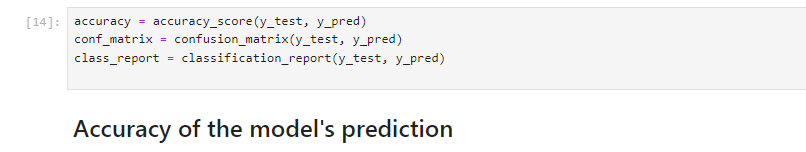 [14]: accuracy = accuracy_score(y_test, y_pred)
conf_matrix = confusion_matrix(y_test, y_pred)
class_report = classification_report(y_test, y_pred)
Accuracy of the model's prediction